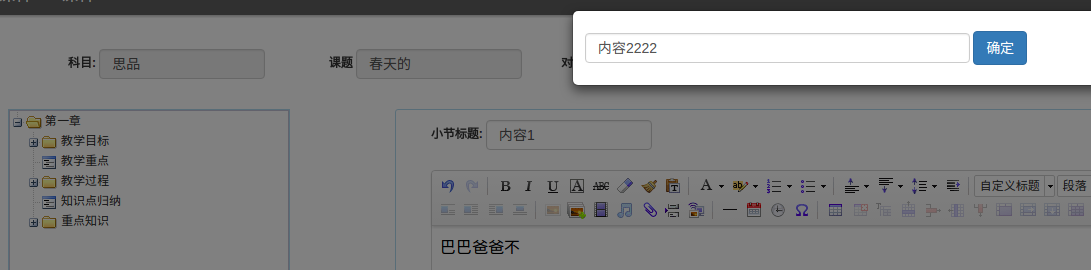 内容2222 确定
科目: 思品 课题 春天的 对
第一章
教学目标
教学重点
教学过程
知识点归纳
重点知识
小节标题: 内容1
B I U A ABC A ab 自定义标题 段落
巴巴爸爸不